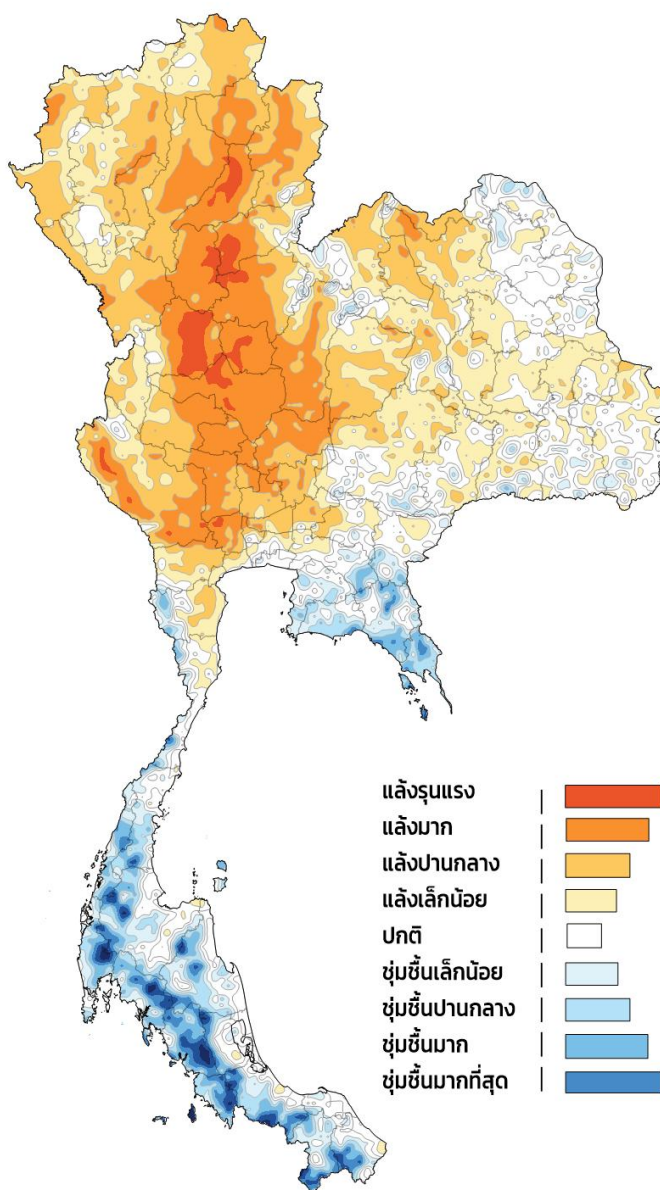 แล้งรุนแรง
แล้งมาก
แล้งปานกลาง
แล้งเล็กน้อย
ปกติ
ชุ่มชื้นเล็กน้อย
ชุ่มชื้นปานกลาง
ชุ่มชื้นมาก
ชุ่มชื้นมากที่สุด